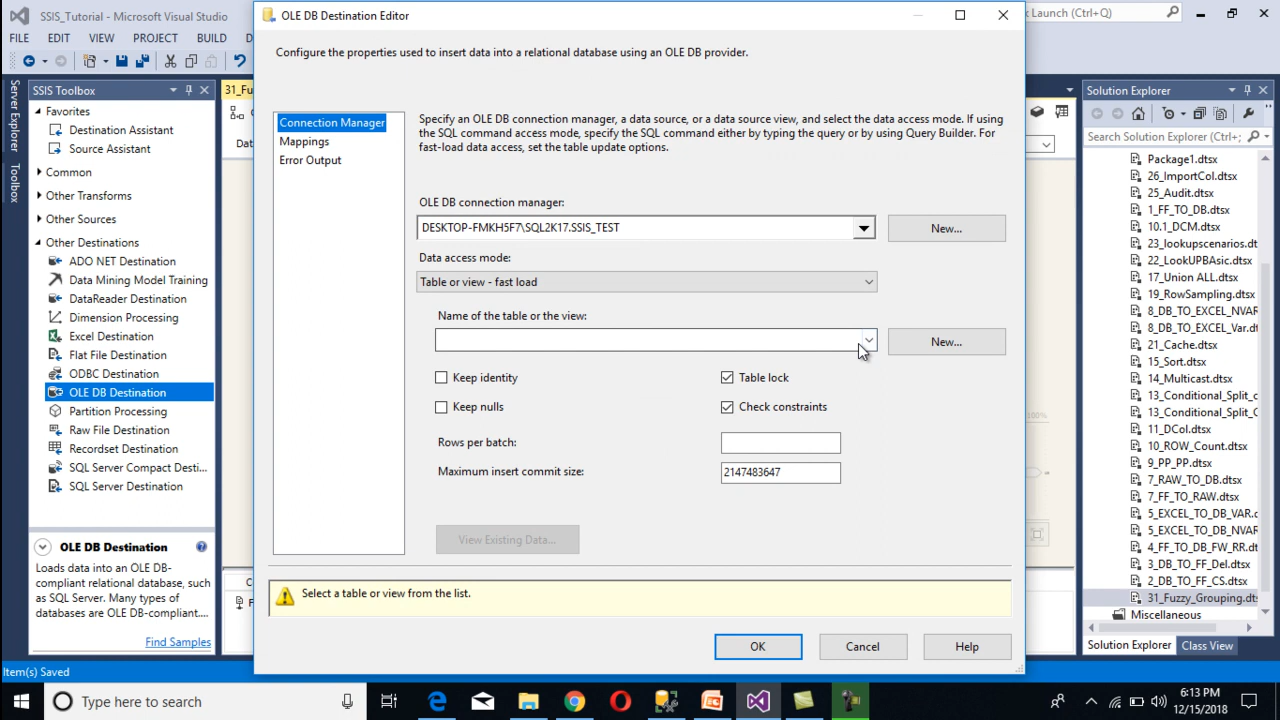 SSIS_Tutorial - Microsoft Visual Studio
OLE DB Destination Editor
Launch (Ctrl+Q)
FILE EDIT VIEW PROJECT BUILD
Configure the properties used to insert data into a relational database using an OLE DB provider.
Server Explorer
Toolbox
SSIS Toolbox
Favorites
Destination Assistant
Source Assistant
Common
Other Transforms
Other Sources
Other Destinations
ADO NET Destination
Data Mining Model Training
DataReader Destination
Dimension Processing
Excel Destination
Flat File Destination
ODBC Destination
OLE DB Destination
Partition Processing
Raw File Destination
Recordset Destination
SQL Server Compact Desti...
SQL Server Destination
OLE DB Destination
Loads data into an OLE DB-
compliant relational database, such
as SQL Server. Many types of
databases are OLE DB-compliant....
Find Samples
Item(s) Saved
31_Fu
Dat
Connection Manager
Mappings
Error Output
Specify an OLE DB connection manager, a data source, or a data source view, and select the data access mode. If using
the SQL command access mode, specify the SQL command either by typing the query or by using Query Builder. For
fast-load data access, set the table update options.
OLE DB connection manager:
DESKTOP-FMKH5F7\SQL2K17.SSIS_TEST
New...
Data access mode:
Table or view - fast load
Name of the table or the view:
New...
Keep identity
Table lock
Keep nulls
Check constraints
Rows per batch:
Maximum insert commit size:
2147483647
View Existing Data...
Select a table or view from the list.
OK
Cancel
Help
100%
Solution Explorer
Search Solution Explorer (Ctrl+;
Package1.dtsx
26_ImportCol.dtsx
25_Audit.dtsx
1_FF_TO_DB.dtsx
10.1_DCM.dtsx
23_lookupscenarios.dt
22_LookUPBAsic.dtsx
17_Union ALL.dtsx
19_RowSampling.dtsx
8_DB_TO_EXCEL_Var.dt
8_DB_TO_EXCEL.dtsx
21_Cache.dtsx
15_Sort.dtsx
14_Multicast.dtsx
13_Conditional_Split_c
13_Conditional_Split.d
11_DCol.dtsx
10_ROW_Count.dtsx
9_PP_PP.dtsx
7_RAW_TO_DB.dtsx
7_FF_TO_RAW.dtsx
5_EXCEL_TO_DB_VAR.c
5_EXCEL_TO_DB_NVAR
4_FF_TO_DB_FW_RR.dt
3_DB_TO_FF_Del.dtsx
2_DB_TO_FF_CS.dtsx
31_Fuzzy_Grouping.dts
Miscellaneous
Solution Explorer
Class View
Type here to search
6:13 PM
12/15/2018